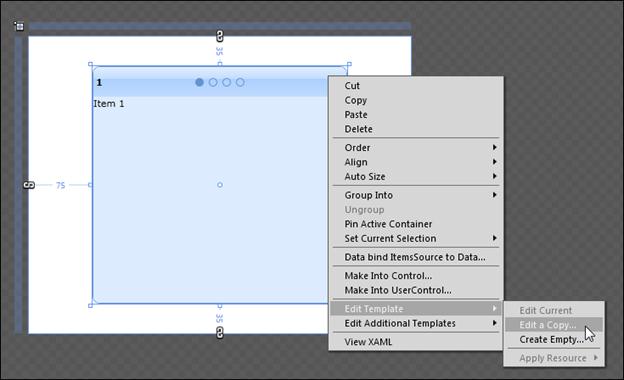 35
1
Item 1
75
35
Cut
Copy
Paste
Delete
Order
Align
Auto Size
Group Into
Ungroup
Pin Active Container
Set Current Selection
Data bind ItemsSource to Data...
Make Into Control...
Make Into UserControl...
Edit Template
Edit Additional Templates
View XAML
Edit Current
Edit a Copy...
Create Empty...
Apply Resource